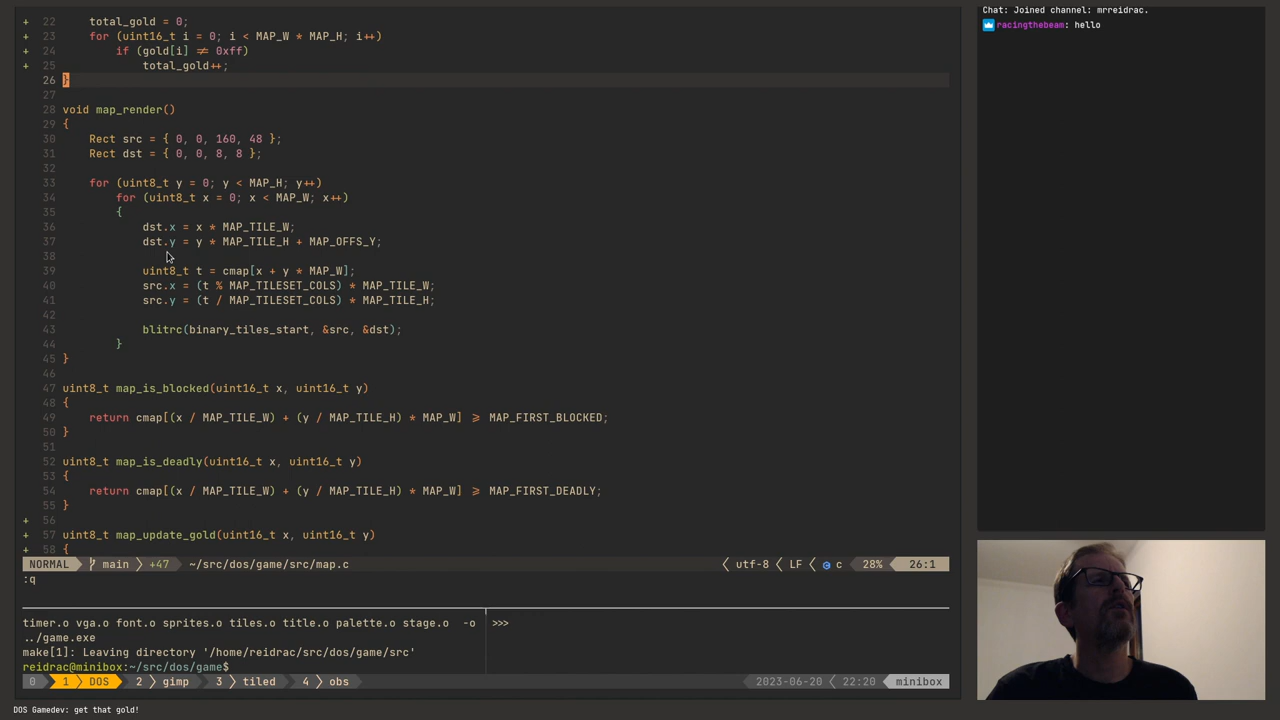 + 22     total_gold = 0;
+ 23     for (uint16_t i = 0; i < MAP_W * MAP_H; i++)
+ 24         if (gold[i] ≠ 0xff)
+ 25             total_gold++;
26 }
27
28 void map_render()
29 {
30     Rect src = { 0, 0, 160, 48 };
31     Rect dst = { 0, 0, 8, 8 };
32
33     for (uint8_t y = 0; y < MAP_H; y++)
34         for (uint8_t x = 0; x < MAP_W; x++)
35         {
36             dst.x = x * MAP_TILE_W;
37             dst.y = y * MAP_TILE_H + MAP_OFFS_Y;
38
39             uint8_t t = cmap[x + y * MAP_W];
40             src.x = (t % MAP_TILESET_COLS) * MAP_TILE_W;
41             src.y = (t / MAP_TILESET_COLS) * MAP_TILE_H;
42
43             blitrc(binary_tiles_start, &src, &dst);
44         }
45 }
46
47 uint8_t map_is_blocked(uint16_t x, uint16_t y)
48 {
49     return cmap[(x / MAP_TILE_W) + (y / MAP_TILE_H) * MAP_W] ⩾ MAP_FIRST_BLOCKED;
50 }
51
52 uint8_t map_is_deadly(uint16_t x, uint16_t y)
53 {
54     return cmap[(x / MAP_TILE_W) + (y / MAP_TILE_H) * MAP_W] ⩾ MAP_FIRST_DEADLY;
55 }
+ 56
+ 57 uint8_t map_update_gold(uint16_t x, uint16_t y)
+ 58 {
NORMAL main +47 ~/src/dos/game/src/map.c utf-8 LF c 28% 26:1
:q
timer.o vga.o font.o sprites.o tiles.o title.o palette.o stage.o  -o
../game.exe
make[1]: Leaving directory '/home/reidrac/src/dos/game/src'
reidrac@minibox:~/src/dos/game$
>>>
0 1 DOS 2 gimp 3 tiled 4 obs 2023-06-20 22:20 minibox
DOS Gamedev: get that gold!
Chat: Joined channel: mrreidrac.
racingthebeam: hello